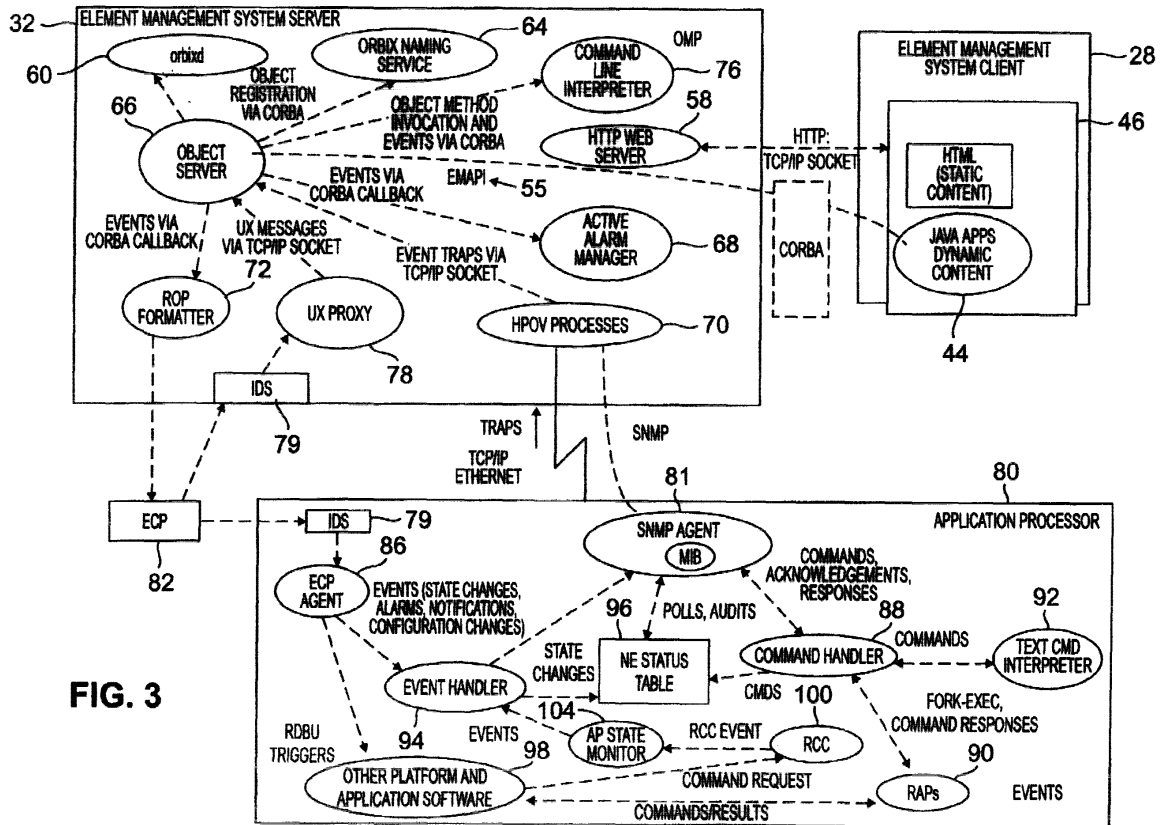 32
ELEMENT MANAGEMENT SYSTEM SERVER
60
orbixd
ORBIX NAMING
SERVICE
64
COMMAND
LINE
INTERPRETER
OMP
76
OBJECT
REGISTRATION
VIA CORBA
66
OBJECT
SERVER
OBJECT METHOD
INVOCATION AND
EVENTS VIA CORBA
58
HTTP WEB
SERVER
EVENTS VIA
CORBA CALLBACK
EMAPI
55
EVENTS VIA
CORBA CALLBACK
UX MESSAGES
VIA TCP/IP SOCKET
EVENT TRAPS VIA
TCP/IP SOCKET
ACTIVE
ALARM
MANAGER
68
72
ROP
FORMATTER
UX PROXY
78
HPOV PROCESSES
70
IDS
79
HTTP:
TCP/IP SOCKET
CORBA
ELEMENT MANAGEMENT
SYSTEM CLIENT
28
46
HTML
(STATIC
CONTENT)
JAVA APPS
DYNAMIC
CONTENT
44
TRAPS
TCP/IP
ETHERNET
SNMP
ECP
82
80
APPLICATION PROCESSOR
IDS
79
86
ECP
AGENT
EVENTS (STATE CHANGES,
ALARMS, NOTIFICATIONS,
CONFIGURATION CHANGES)
81
SNMP AGENT
MIB
COMMANDS,
ACKNOWLEDGEMENTS,
RESPONSES
POLLS, AUDITS
96
NE STATUS
TABLE
STATE
CHANGES
88
COMMAND HANDLER
COMMANDS
92
TEXT CMD
INTERPRETER
CMDS
EVENT HANDLER
94
EVENTS
104
AP STATE
MONITOR
RCC EVENT
100
RCC
FORK-EXEC,
COMMAND RESPONSES
90
RAPs
EVENTS
RDBU
TRIGGERS
98
OTHER PLATFORM AND
APPLICATION SOFTWARE
COMMAND REQUEST
COMMANDS/RESULTS
FIG. 3